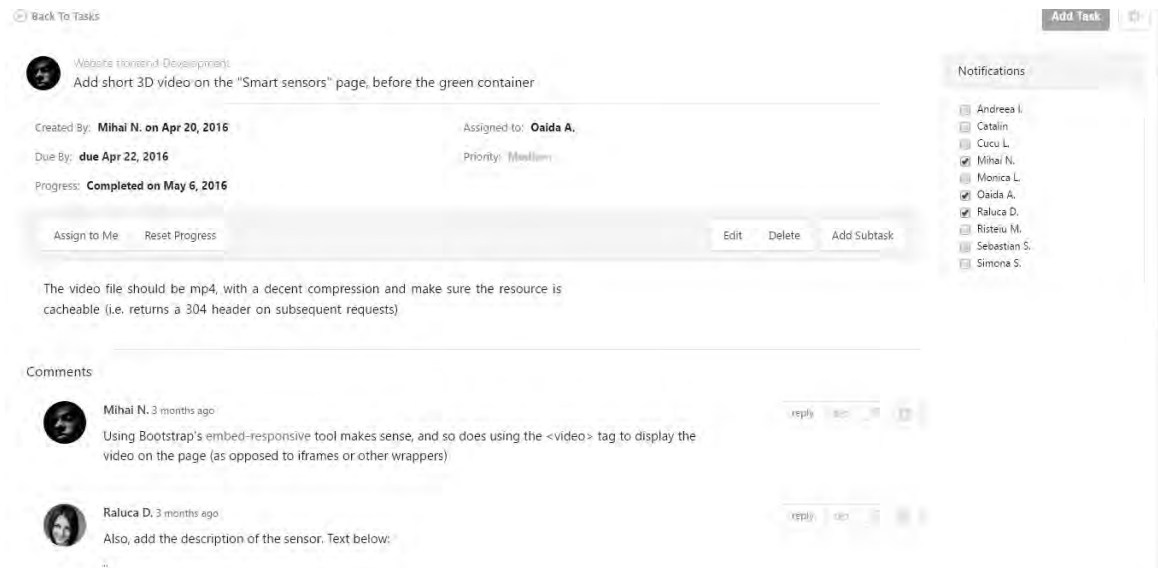 Back To Tasks
Add Task
Website frontend Development
Add short 3D video on the "Smart sensors" page, before the green container
Created By: Mihai N. on Apr 20, 2016
Assigned to: Oaida A.
Due By: due Apr 22, 2016
Priority: Medium
Progress: Completed on May 6, 2016
Assign to Me
Reset Progress
Edit
Delete
Add Subtask
The video file should be mp4, with a decent compression and make sure the resource is
cacheable (i.e. returns a 304 header on subsequent requests)
Comments
Mihai N. 3 months ago
reply
Using Bootstrap's embed-responsive tool makes sense, and so does using the <video> tag to display the
video on the page (as opposed to iframes or other wrappers)
Raluca D. 3 months ago
reply
Also, add the description of the sensor. Text below:
"
Notifications
Andreea I.
Catalin
Cucu L.
Mihai N.
Monica L.
Oaida A.
Raluca D.
Risteiu M.
Sebastian S.
Simona S.